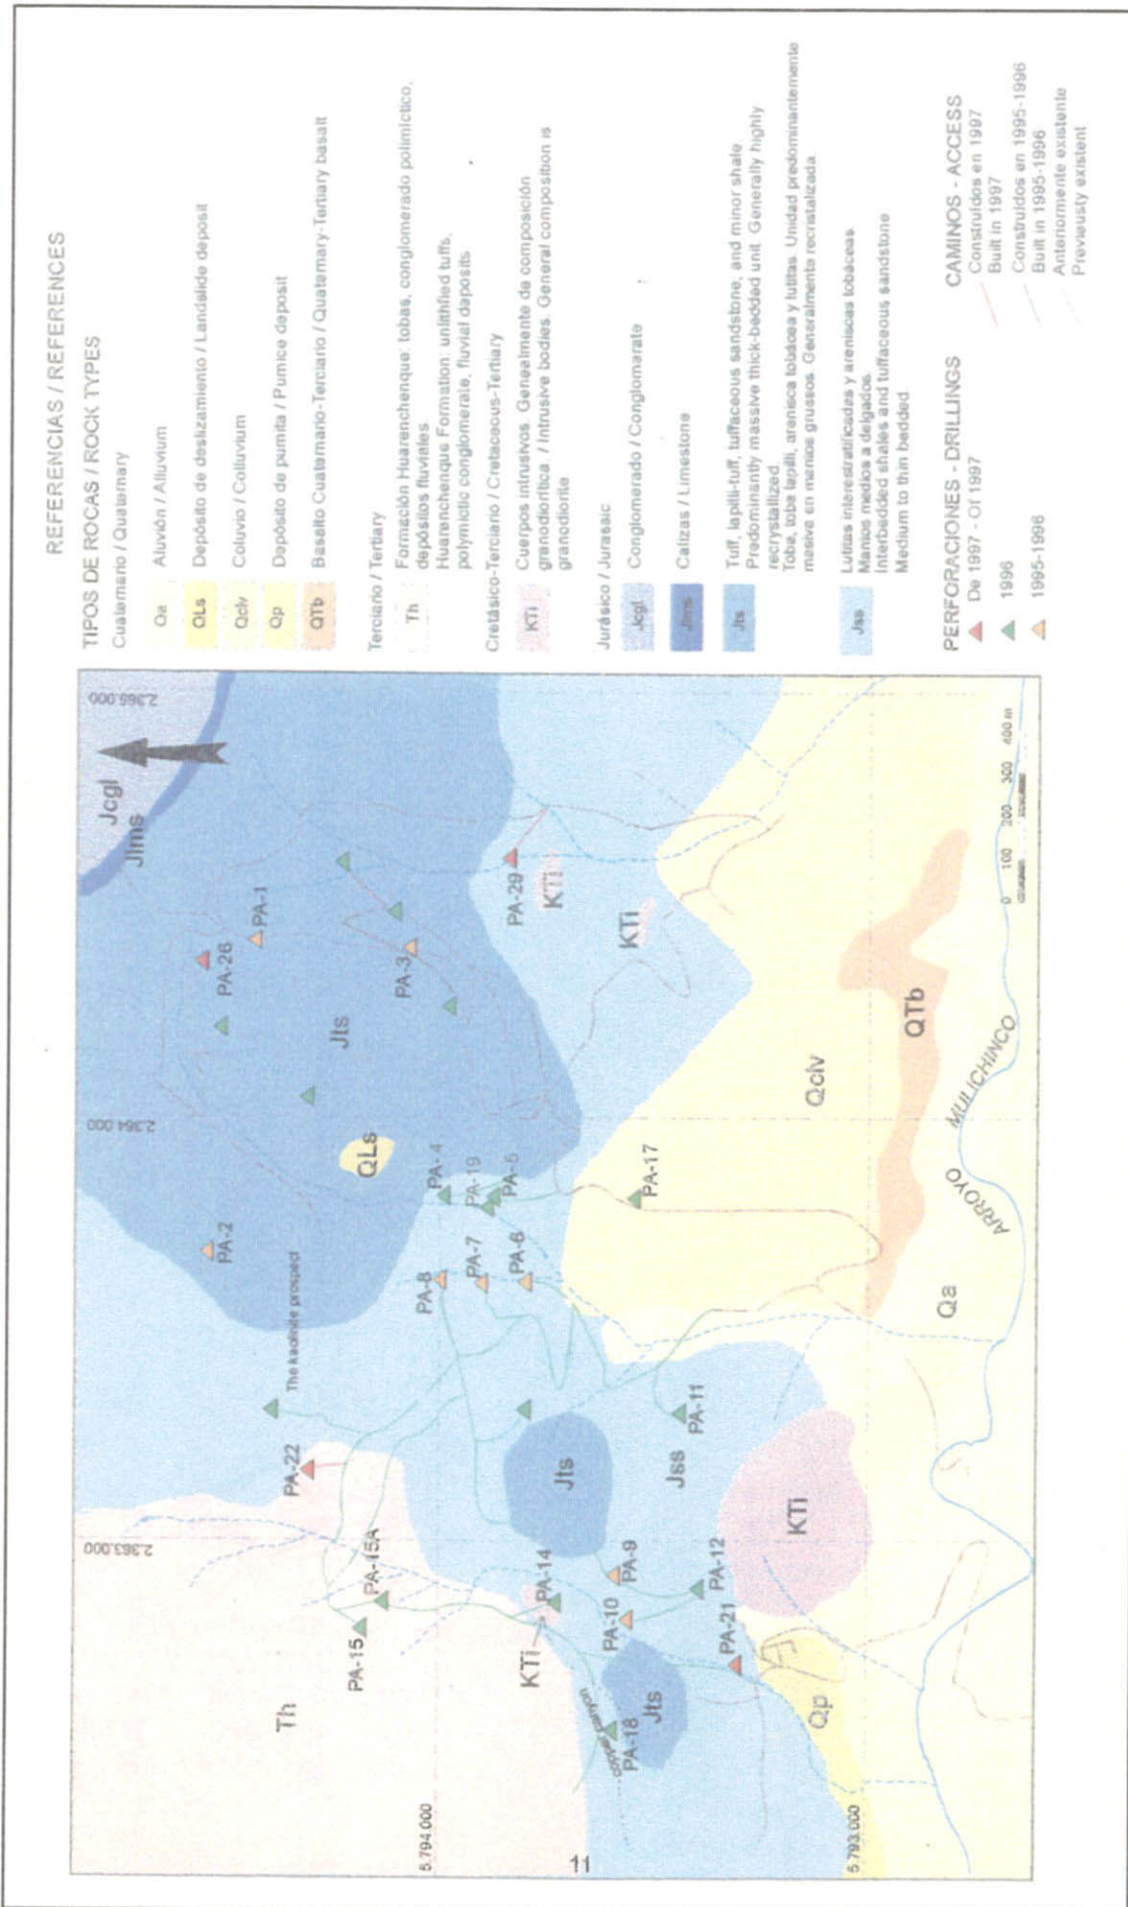 REFERENCIAS / REFERENCES
TIPOS DE ROCAS / ROCK TYPES
Cuaternario / Quaternary
Qa Aluvión / Alluvium
QLs Depósito de deslizamiento / Landslide deposit
Qclv Coluvio / Colluvium
Qp Depósito de pumita / Pumice deposit
QTb Basalto Cuaternario-Terciario / Quaternary-Tertiary basalt
Terciario / Tertiary
Th Formación Huarenchenque: tobas, conglomerado polimíctico,
depósitos fluviales
Huarenchenque Formation: unlithified tuffs,
polymictic conglomerate, fluvial deposits
Cretásico-Terciario / Cretaceous-Tertiary
KTi Cuerpos intrusivos. Genealmente de composición
granodiorítica. / Intrusive bodies. General composition is
granodiorite
Jurásico / Jurassic
Jcgl Conglomerado / Conglomerate
Jlms Calizas / Limestone
Jts Tuff, lapilli-tuff, tuffaceous sandstone, and minor shale
Predominantly massive thick-bedded unit. Generally highly
recrystallized.
Toba, toba lapilli, arenisca tobácea y lutitas. Unidad predominantemente
masiva en mantos gruesos. Generalmente recristalizada.
Jss Lutitas interestratificadas y areniscas tobáceas.
Mantos medios a delgados.
Interbedded shales and tuffaceous sandstone.
Medium to thin bedded
PERFORACIONES - DRILLINGS
De 1997 - Of 1997
1996
1995-1996
CAMINOS - ACCESS
Construídos en 1997
Built in 1997
Construídos en 1995-1996
Built in 1995-1996
Anteriormente existente
Previeusty existent
2.363.000
2.364.000
2.365.000
Jcgl
Jlms
PA-26
PA-1
PA-2
The kaolinite prospect
PA-22
Jts
QLs
Th
PA-15
PA-15A
PA-3
PA-4
PA-8
PA-19
PA-7
PA-5
PA-6
5.794.000
PA-29
KTi
KTi
KTi
PA-14
Jts
PA-9
PA-10
copper canyon
PA-18
Jts
PA-17
PA-11
Jss
PA-12
PA-21
KTi
Qp
Qclv
QTb
5.793.000
Qa
ARROYO MULICHINCO
0 100 200 300 400 m
11